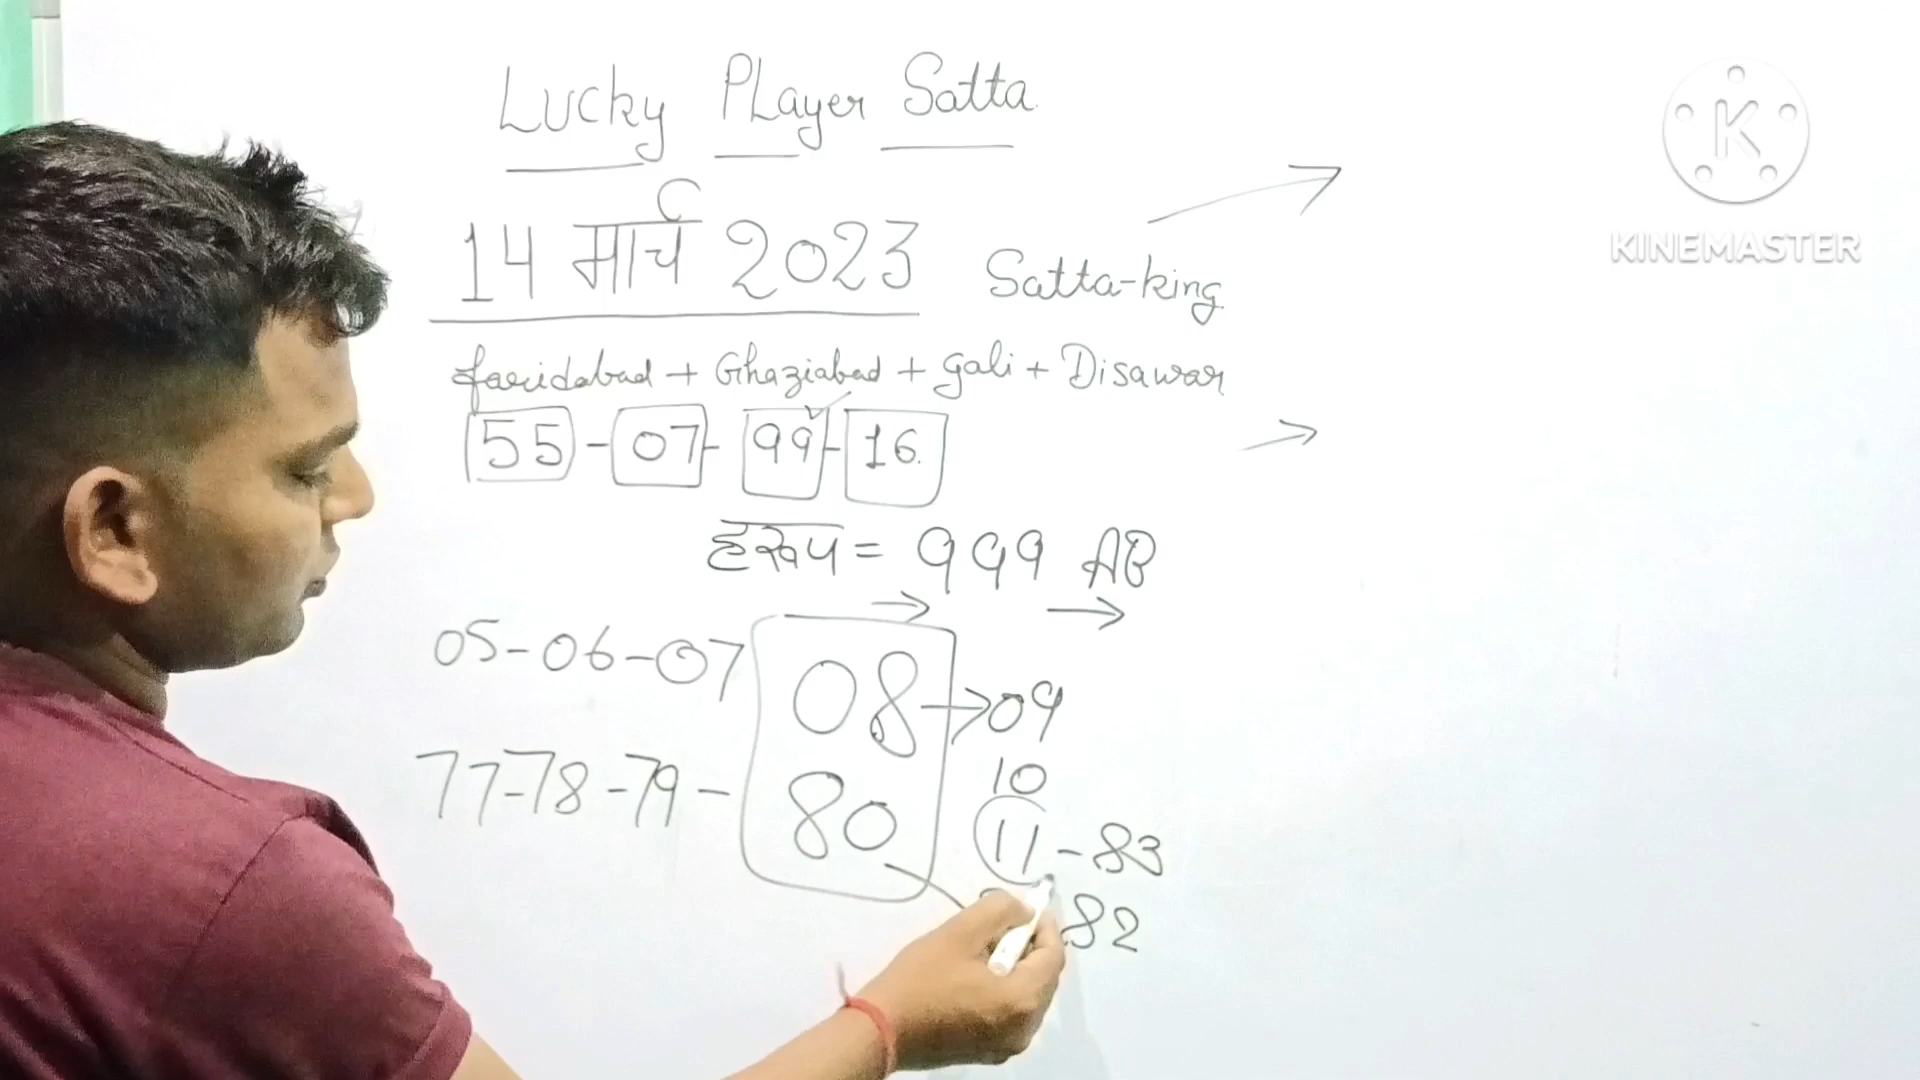 Lucky PLayer Satta
14 मार्च 2023
Satta-king
faridabad + Ghaziabad + gali + Disawar
55 - 07 - 99 - 16
हरूप = 999 AB
05-06-07 08 → 09
10
77-78-79 - 80
11 - 83
82
K
KINEMASTER